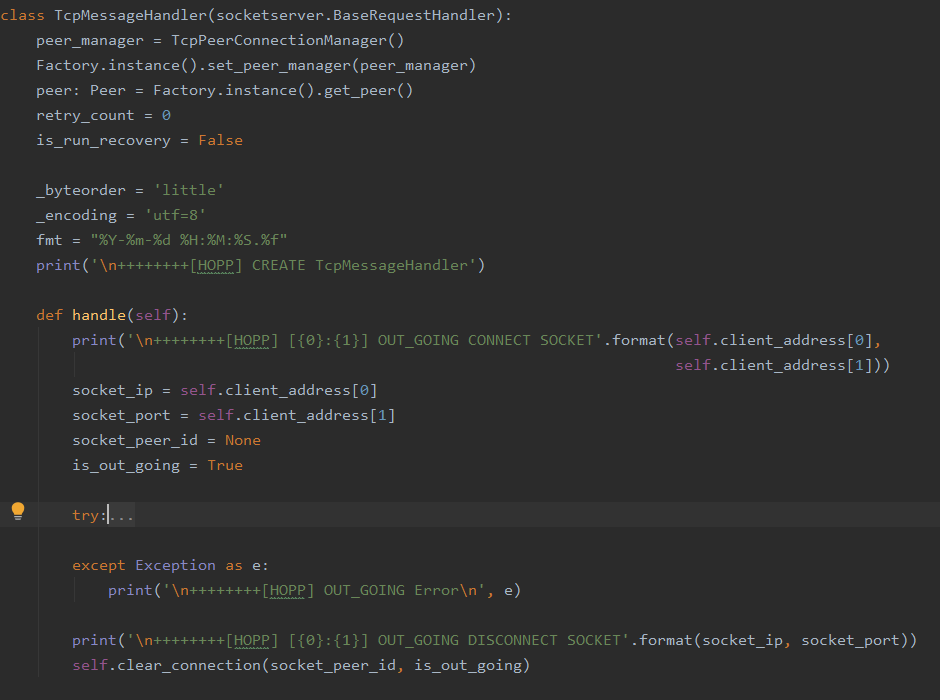 class TcpMessageHandler(socketserver.BaseRequestHandler):
    peer_manager = TcpPeerConnectionManager()
    Factory.instance().set_peer_manager(peer_manager)
    peer: Peer = Factory.instance().get_peer()
    retry_count = 0
    is_run_recovery = False

    _byteorder = 'little'
    _encoding = 'utf=8'
    fmt = "%Y-%m-%d %H:%M:%S.%f"
    print('\n++++++++[HOPP] CREATE TcpMessageHandler')

    def handle(self):
        print('\n++++++++[HOPP] [{0}:{1}] OUT_GOING CONNECT SOCKET'.format(self.client_address[0],
                                                                           self.client_address[1]))
        socket_ip = self.client_address[0]
        socket_port = self.client_address[1]
        socket_peer_id = None
        is_out_going = True

        try:...

        except Exception as e:
            print('\n++++++++[HOPP] OUT_GOING Error\n', e)

        print('\n++++++++[HOPP] [{0}:{1}] OUT_GOING DISCONNECT SOCKET'.format(socket_ip, socket_port))
        self.clear_connection(socket_peer_id, is_out_going)